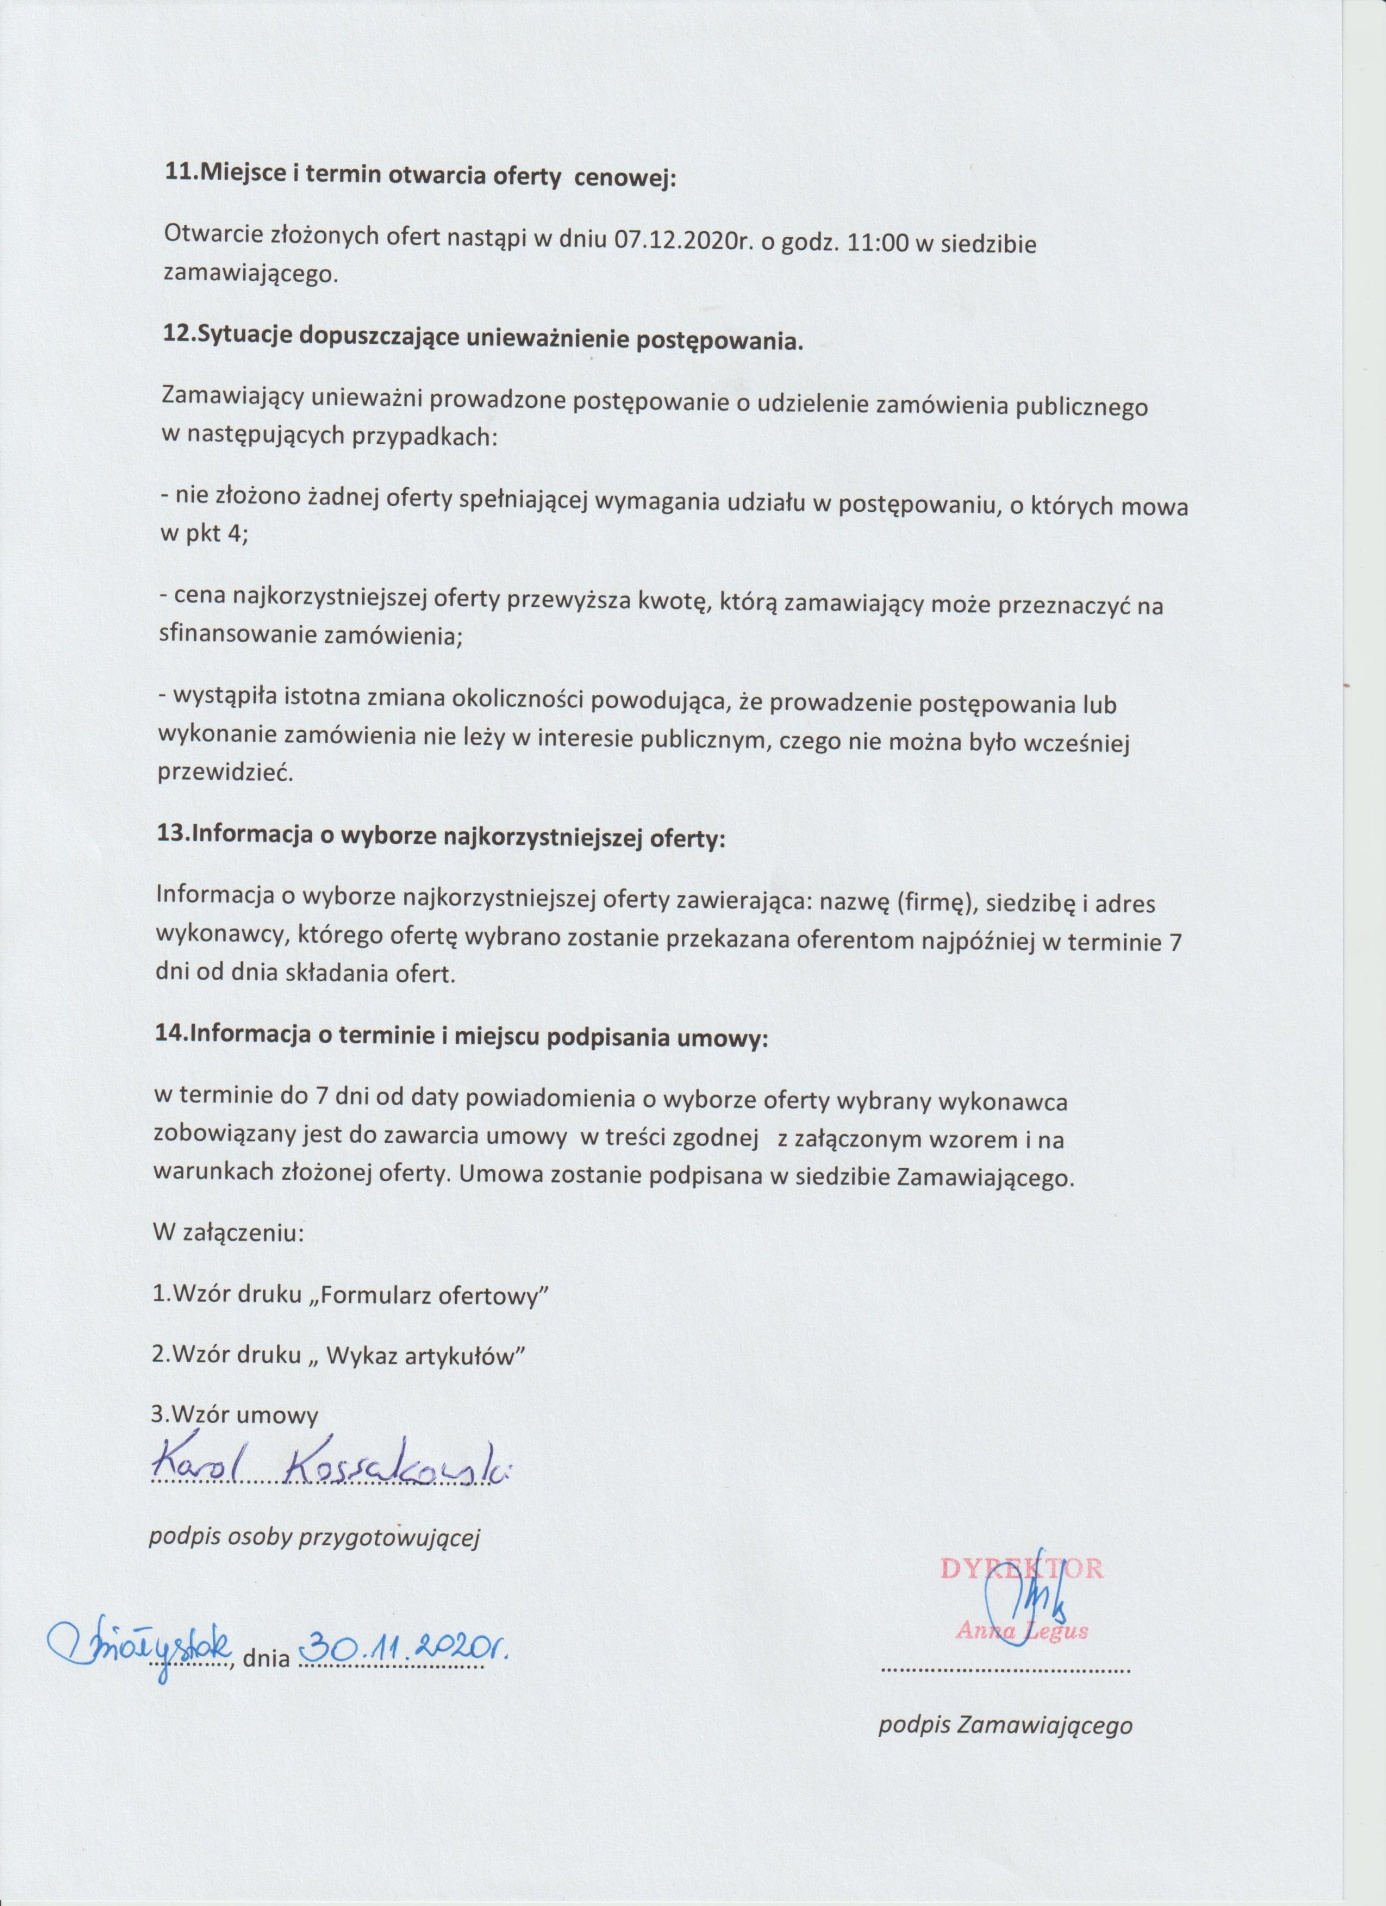 11.Miejsce i termin otwarcia oferty  cenowej:
Otwarcie złożonych ofert nastąpi w dniu 07.12.2020r. o godz. 11:00 w siedzibie
zamawiającego.
12.Sytuacje dopuszczające unieważnienie postępowania.
Zamawiający unieważni prowadzone postępowanie o udzielenie zamówienia publicznego
w następujących przypadkach:
- nie złożono żadnej oferty spełniającej wymagania udziału w postępowaniu, o których mowa
w pkt 4;
- cena najkorzystniejszej oferty przewyższa kwotę, którą zamawiający może przeznaczyć na
sfinansowanie zamówienia;
- wystąpiła istotna zmiana okoliczności powodująca, że prowadzenie postępowania lub
wykonanie zamówienia nie leży w interesie publicznym, czego nie można było wcześniej
przewidzieć.
13.Informacja o wyborze najkorzystniejszej oferty:
Informacja o wyborze najkorzystniejszej oferty zawierająca: nazwę (firmę), siedzibę i adres
wykonawcy, którego ofertę wybrano zostanie przekazana oferentom najpóźniej w terminie 7
dni od dnia składania ofert.
14.Informacja o terminie i miejscu podpisania umowy:
w terminie do 7 dni od daty powiadomienia o wyborze oferty wybrany wykonawca
zobowiązany jest do zawarcia umowy  w treści zgodnej   z załączonym wzorem i na
warunkach złożonej oferty. Umowa zostanie podpisana w siedzibie Zamawiającego.
W załączeniu:
1.Wzór druku „Formularz ofertowy”
2.Wzór druku „ Wykaz artykułów”
3.Wzór umowy
Karol Kossakowski
podpis osoby przygotowującej
DYREKTOR
Anna Legus
Białystok, dnia 30.11.2020r.
podpis Zamawiającego